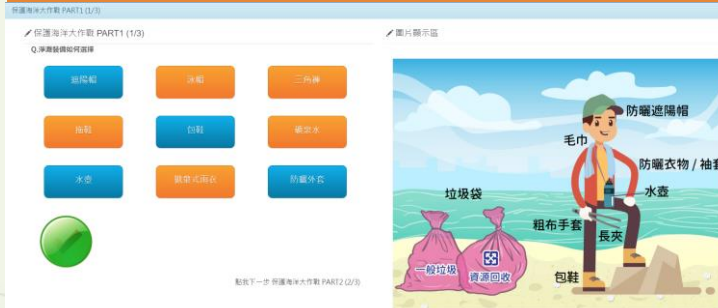 保護海洋大作戰 PART1 (1/3)
保護海洋大作戰 PART1 (1/3)
Q.淨灘裝備如何選擇
遮陽帽
泳帽
三角褲
拖鞋
包鞋
礦泉水
水壺
拋棄式雨衣
防曬外套
點我下一步 保護海洋大作戰 PART2 (2/3)
圖片顯示區
防曬遮陽帽
毛巾
防曬衣物 / 袖套
水壺
垃圾袋
粗布手套
長夾
一般垃圾
資源回收
包鞋